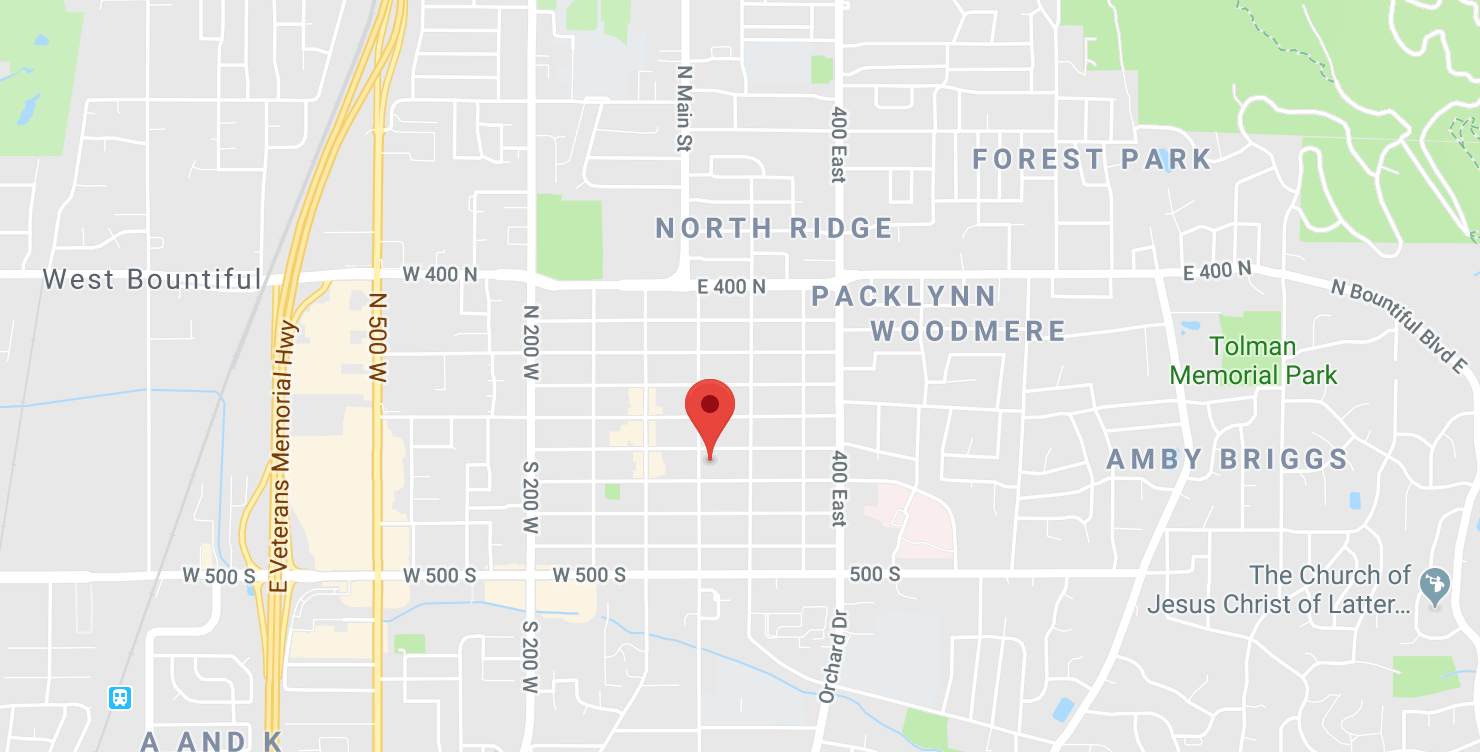 N Main St
400 East
FOREST PARK
NORTH RIDGE
West Bountiful
W 400 N
E 400 N
E 400 N
PACKLYNN
WOODMERE
N Bountiful Blvd E
N 500 W
N 200 W
E Veterans Memorial Hwy
Tolman
Memorial Park
AMBY BRIGGS
S 200 W
400 East
W 500 S
W 500 S
W 500 S
500 S
The Church of
Jesus Christ of Latter...
S 200 W
Orchard Dr
A AND K